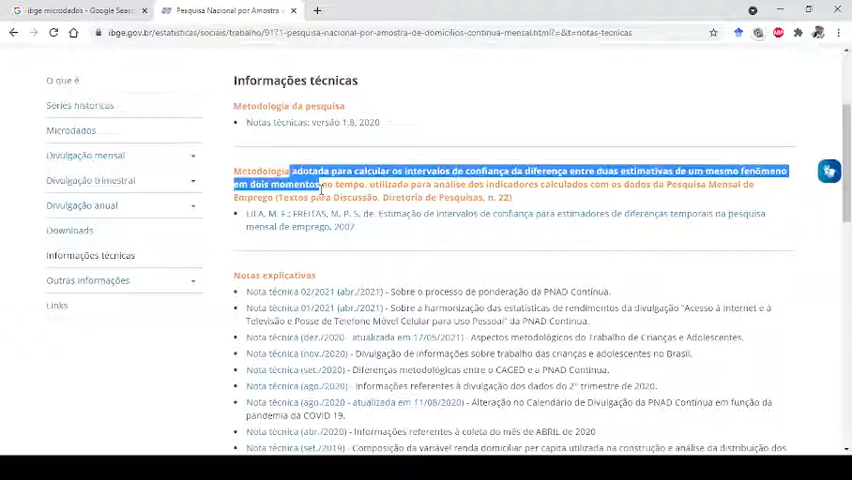 ibge microdados - Google Sear
Pesquisa Nacional por Amostra d
ibge.gov.br/estatisticas/sociais/trabalho/9171-pesquisa-nacional-por-amostra-de-domicilios-continua-mensal.html?=&t=notas-tecnicas
O que é
Séries históricas
Microdados
Divulgação mensal
Divulgação trimestral
Divulgação anual
Downloads
Informações técnicas
Outras informações
Links
Informações técnicas
Metodologia da pesquisa
Notas técnicas: versão 1.8, 2020
Metodologia adotada para calcular os intervalos de confiança da diferença entre duas estimativas de um mesmo fenômeno
em dois momentos no tempo, utilizada para análise dos indicadores calculados com os dados da Pesquisa Mensal de
Emprego (Textos para Discussão. Diretoria de Pesquisas, n. 22)
LILA, M. F.; FREITAS, M. P. S. de. Estimação de intervalos de confiança para estimadores de diferenças temporais na pesquisa
mensal de emprego, 2007
Notas explicativas
Nota técnica 02/2021 (abr./2021) - Sobre o processo de ponderação da PNAD Contínua.
Nota técnica 01/2021 (abr./2021) - Sobre a harmonização das estatísticas de rendimentos da divulgação "Acesso à Internet e à
Televisão e Posse de Telefone Móvel Celular para Uso Pessoal" da PNAD Contínua.
Nota técnica (dez./2020 - atualizada em 17/05/2021) - Aspectos metodológicos do Trabalho de Crianças e Adolescentes.
Nota técnica (nov./2020) - Divulgação de informações sobre trabalho das crianças e adolescentes no Brasil.
Nota técnica (set./2020) - Diferenças metodológicas entre o CAGED e a PNAD Contínua.
Nota técnica (ago./2020) - Informações referentes à divulgação dos dados do 2° trimestre de 2020.
Nota técnica (ago./2020 - atualizada em 11/08/2020) - Alteração no Calendário de Divulgação da PNAD Contínua em função da
pandemia da COVID 19.
Nota técnica (abr./2020) - Informações referentes à coleta do mês de ABRIL de 2020
Nota técnica (set./2019) - Composição da variável renda domiciliar per capita utilizada na construção e análise da distribuição dos